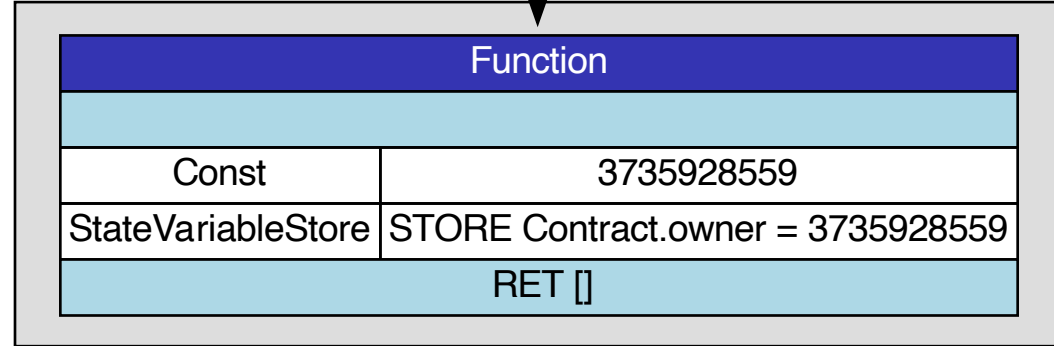 Function
Const 3735928559
StateVariableStore STORE Contract.owner = 3735928559
RET []